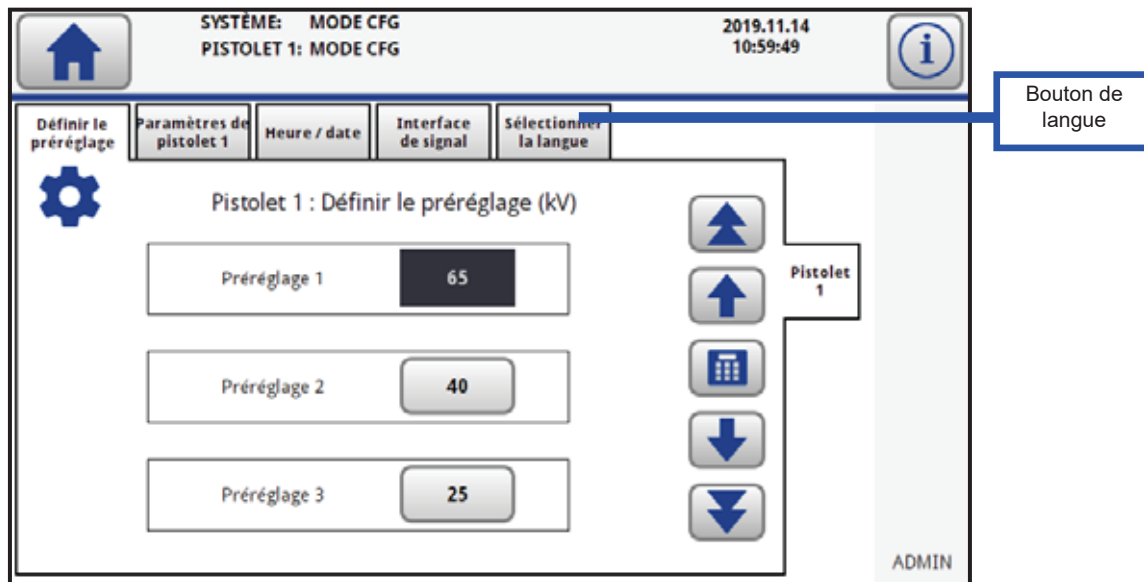 SYSTÈME: MODE CFG
PISTOLET 1: MODE CFG
2019.11.14
10:59:49
Bouton de
langue
Définir le
préréglage
Paramètres de
pistolet 1
Heure / date
Interface
de signal
Sélectionner
la langue
Pistolet 1 : Définir le préréglage (kV)
Préréglage 1
65
Pistolet
1
Préréglage 2
40
Préréglage 3
25
ADMIN